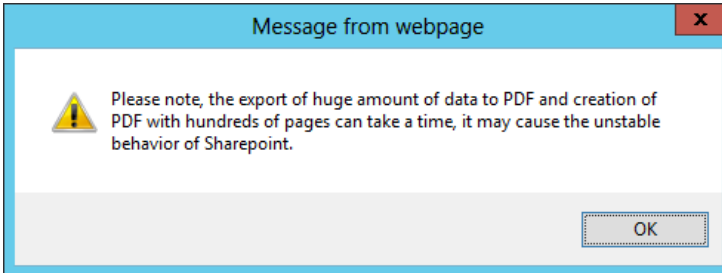 Message from webpage
x
Please note, the export of huge amount of data to PDF and creation of
PDF with hundreds of pages can take a time, it may cause the unstable
behavior of Sharepoint.
OK